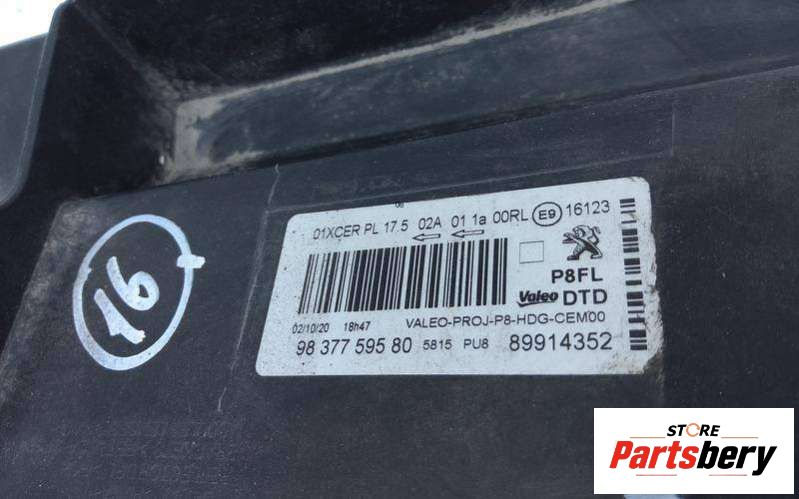 01XCER PL 17.5 02A 01 1a 00RL E9 16123
P8FL
Valeo DTD
02/10/20 18h47 VALEO-PROJ-P8-HDG-CEM00
98 377 595 80 5815 PU8 89914352
16
STORE
Partsbery